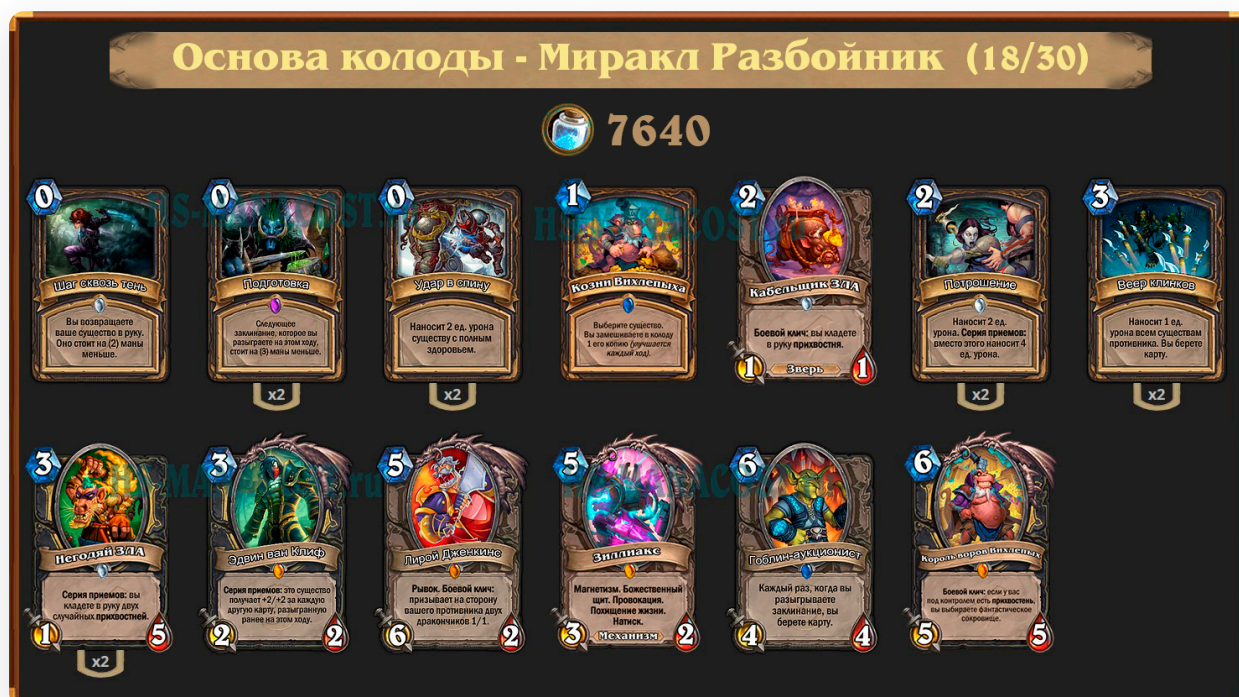 Основа колоды - Миракл Разбойник (18/30)
7640
0
Шаг сквозь тень
Вы возвращаете
ваше существо в руку.
Оно стоит на (2) маны
меньше.
0
Подготовка
Следующее
заклинание, которое вы
разыграете на этом ходу,
стоит на (3) маны меньше.
x2
0
Удар в спину
Наносит 2 ед. урона
существу с полным
здоровьем.
x2
1
Козни Вихлепыха
Выберите существо.
Вы замешиваете в колоду
1 его копию (улучшается
каждый ход).
2
Кабельщик ЗЛА
Боевой клич: вы кладете
в руку прихвостня.
1
Зверь
1
2
Потрошение
Наносит 2 ед.
урона. Серия приемов:
вместо этого наносит 4
ед. урона.
x2
3
Веер клинков
Наносит 1 ед.
урона всем существам
противника. Вы берете
карту.
x2
3
Негодяй ЗЛА
Серия приемов: вы
кладете в руку двух
случайных прихвостней.
1
5
x2
3
Эдвин ван Клиф
Серия приемов: это существо
получает +2/+2 за каждую
другую карту, разыгранную
ранее на этом ходу.
2
2
5
Лирой Дженкинс
Рывок. Боевой клич:
призывает на сторону
вашего противника двух
дракончиков 1/1.
6
2
5
Зиллиакс
Магнетизм. Божественный
щит. Провокация.
Похищение жизни.
Натиск.
3
Механизм
2
6
Гоблин-аукционист
Каждый раз, когда вы
разыгрываете
заклинание, вы
берете карту.
4
4
6
Король воров Вихлепых
Боевой клич: если у вас
под контролем есть прихвостень,
вы выбираете фантастическое
сокровище.
5
5